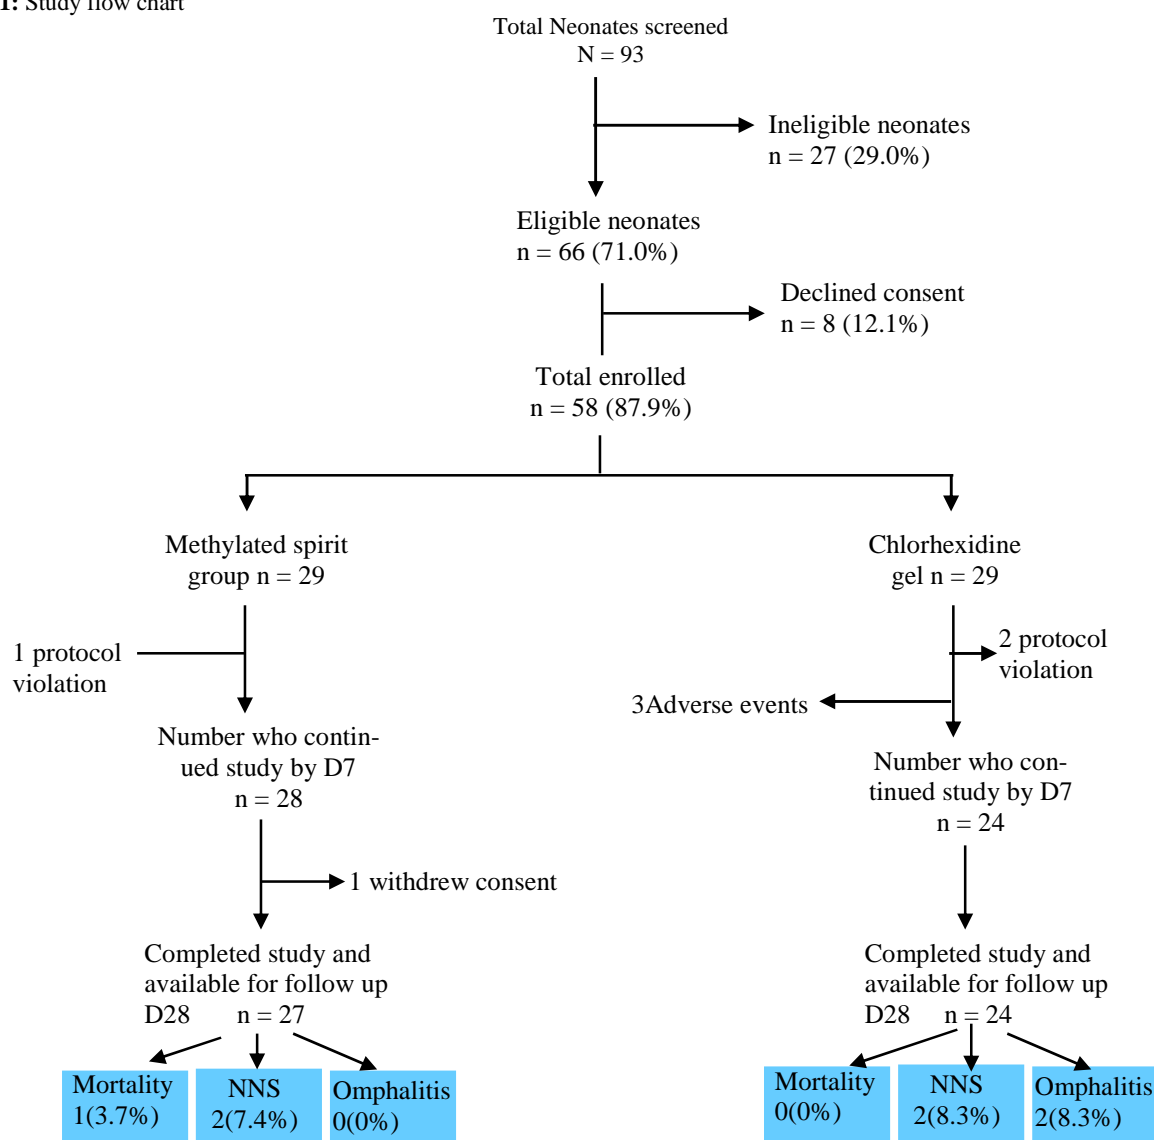 1: Study flow chart
Total Neonates screened
N = 93
Ineligible neonates
n = 27 (29.0%)
Eligible neonates
n = 66 (71.0%)
Declined consent
n = 8 (12.1%)
Total enrolled
n = 58 (87.9%)
Methylated spirit
group n = 29
Chlorhexidine
gel n = 29
1 protocol
violation
2 protocol
violation
3Adverse events
Number who contin-
ued study by D7
n = 28
Number who con-
tinued study by D7
n = 24
1 withdrew consent
Completed study and
available for follow up
D28 n = 27
Completed study and
available for follow up
D28 n = 24
Mortality
1(3.7%)
NNS
2(7.4%)
Omphalitis
0(0%)
Mortality
0(0%)
NNS
2(8.3%)
Omphalitis
2(8.3%)